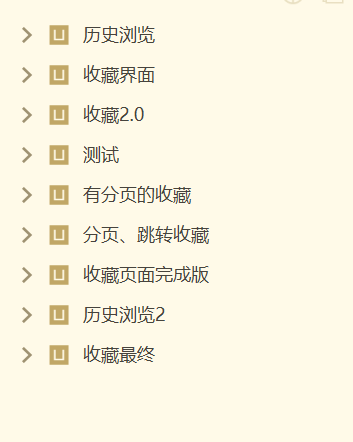 历史浏览
收藏界面
收藏2.0
测试
有分页的收藏
分页、跳转收藏
收藏页面完成版
历史浏览2
收藏最终